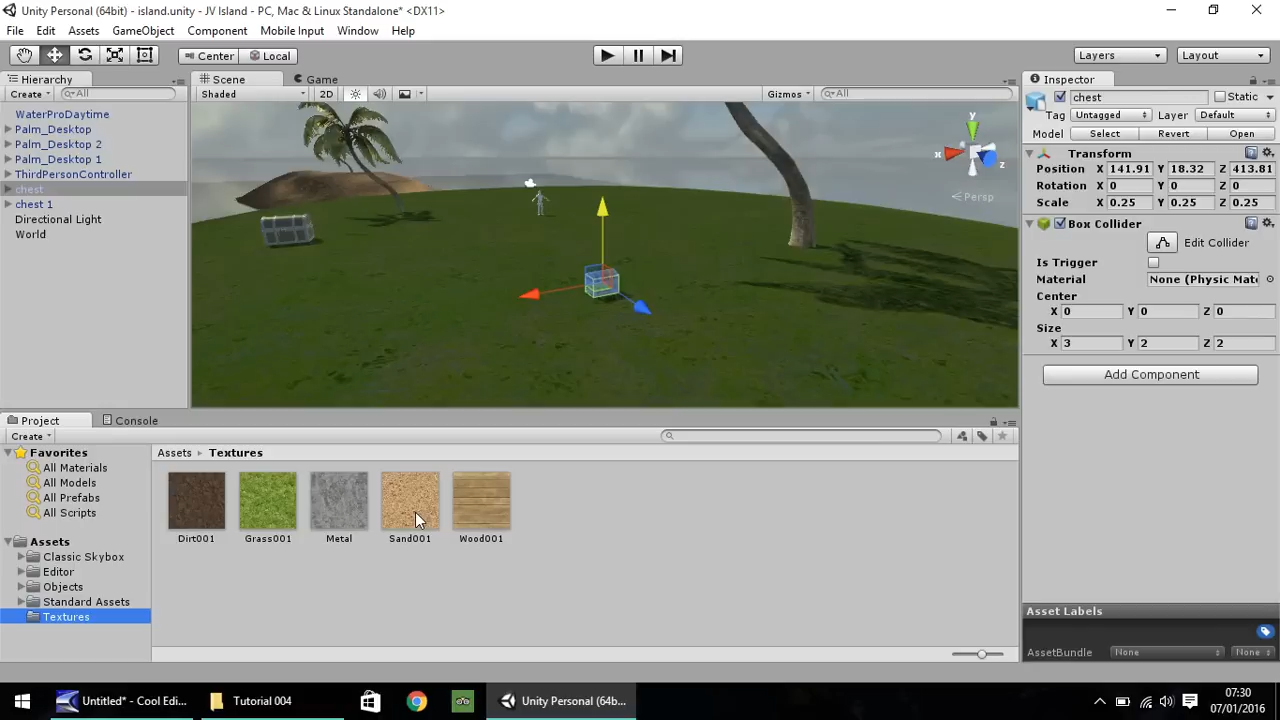 Unity Personal (64bit) - island.unity - JV Island - PC, Mac & Linux Standalone* <DX11>
File Edit Assets GameObject Component Mobile Input Window Help
Center Local Layers Layout
Hierarchy
Create All
WaterProDaytime
Palm_Desktop
Palm_Desktop 2
Palm_Desktop 1
ThirdPersonController
chest
chest 1
Directional Light
World
Scene Game
Shaded 2D Gizmos All
y
x
z
Persp
Inspector
chest Static
Tag Untagged Layer Default
Model Select Revert Open
Transform
Position X 141.91 Y 18.32 Z 413.81
Rotation X 0 Y 0 Z 0
Scale X 0.25 Y 0.25 Z 0.25
Box Collider
Edit Collider
Is Trigger
Material None (Physic Mate
Center
X 0 Y 0 Z 0
Size
X 3 Y 2 Z 2
Add Component
Project Console
Create
Favorites
All Materials
All Models
All Prefabs
All Scripts
Assets
Classic Skybox
Editor
Objects
Standard Assets
Textures
Assets Textures
Dirt001 Grass001 Metal Sand001 Wood001
Asset Labels
AssetBundle None None
Untitled* - Cool Edi... Tutorial 004 Unity Personal (64b...
07:30
07/01/2016